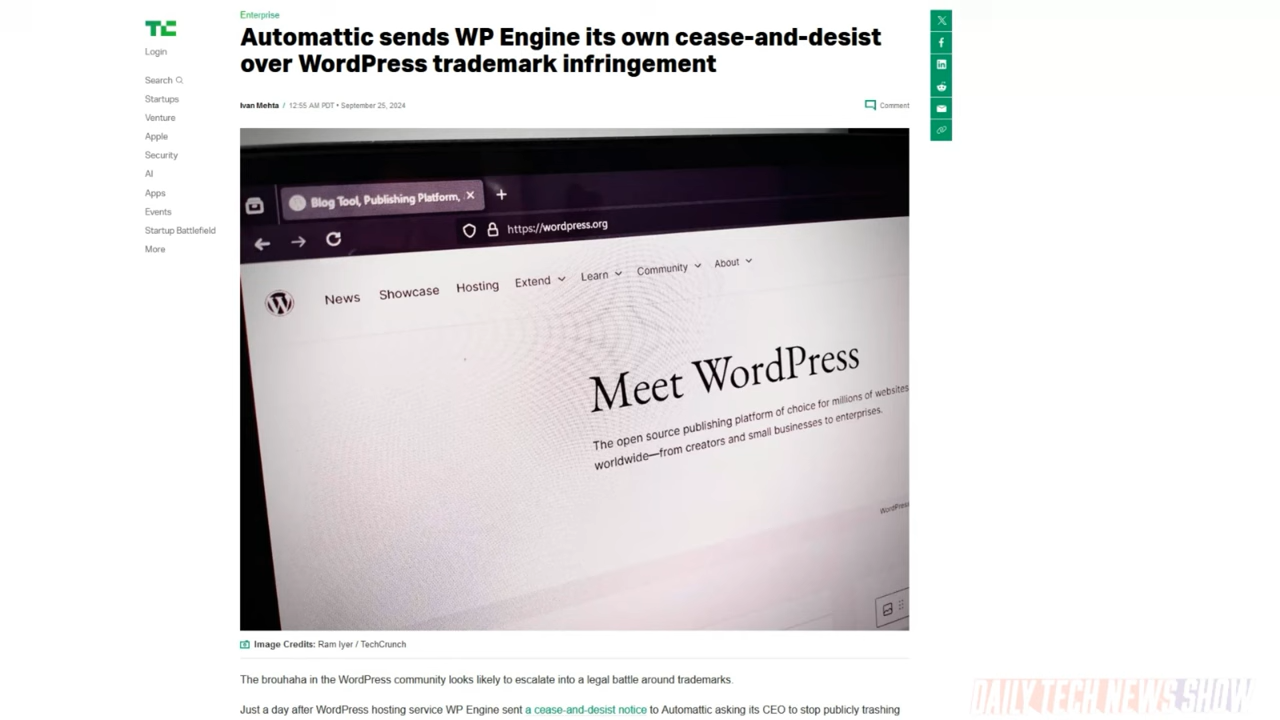 TC
Login
Search
Startups
Venture
Apple
Security
AI
Apps
Events
Startup Battlefield
More
Enterprise
Automattic sends WP Engine its own cease-and-desist
over WordPress trademark infringement
Ivan Mehta / 12:55 AM PDT • September 25, 2024
Comment
Blog Tool, Publishing Platform,
https://wordpress.org
News Showcase Hosting Extend Learn Community About
Meet WordPress
The open source publishing platform of choice for millions of websites
worldwide—from creators and small businesses to enterprises.
WordPress
Image Credits: Ram Iyer / TechCrunch
The brouhaha in the WordPress community looks likely to escalate into a legal battle around trademarks.
Just a day after WordPress hosting service WP Engine sent a cease-and-desist notice to Automattic asking its CEO to stop publicly trashing
DAILY TECH NEWS SHOW